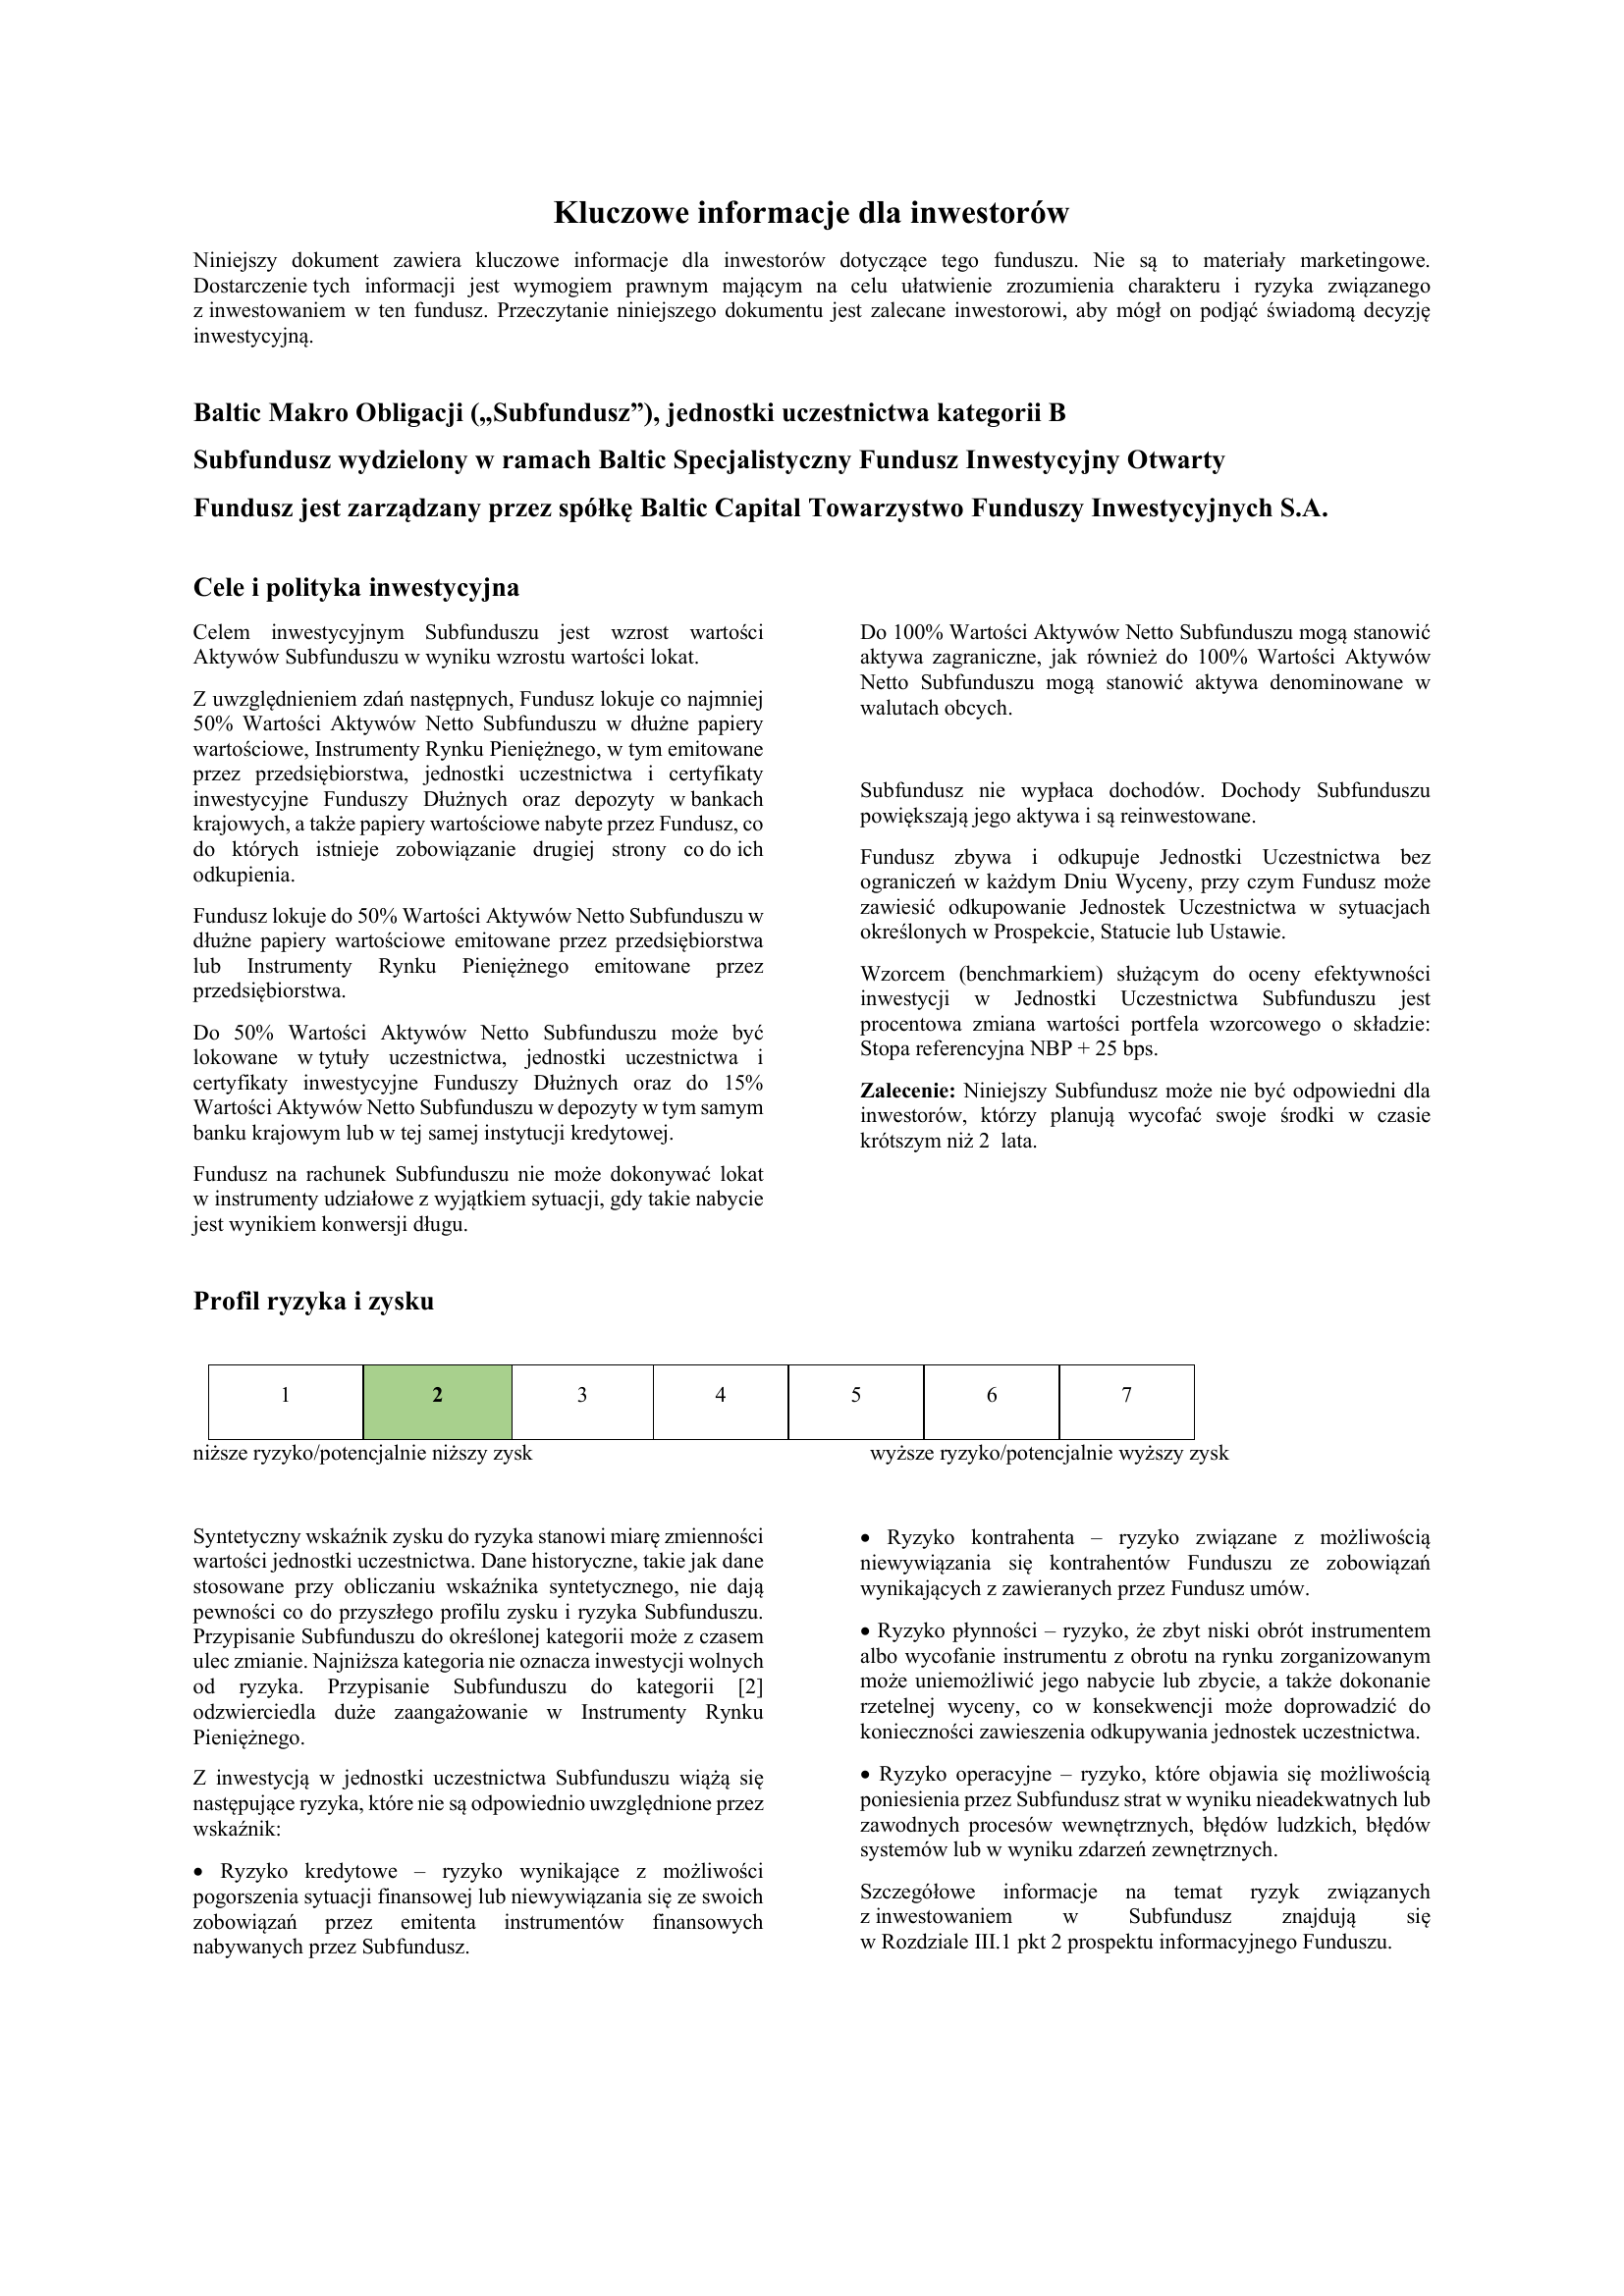 Kluczowe informacje dla inwestorów
Niniejszy dokument zawiera kluczowe informacje dla inwestorów dotyczące tego funduszu. Nie są to materiały marketingowe.
Dostarczenie tych informacji jest wymogiem prawnym mającym na celu ułatwienie zrozumienia charakteru i ryzyka związanego
z inwestowaniem w ten fundusz. Przeczytanie niniejszego dokumentu jest zalecane inwestorowi, aby mógł on podjąć świadomą decyzję
inwestycyjną.
Baltic Makro Obligacji („Subfundusz”), jednostki uczestnictwa kategorii B
Subfundusz wydzielony w ramach Baltic Specjalistyczny Fundusz Inwestycyjny Otwarty
Fundusz jest zarządzany przez spółkę Baltic Capital Towarzystwo Funduszy Inwestycyjnych S.A.
Cele i polityka inwestycyjna
Celem inwestycyjnym Subfunduszu jest wzrost wartości
Aktywów Subfunduszu w wyniku wzrostu wartości lokat.
Z uwzględnieniem zdań następnych, Fundusz lokuje co najmniej
50% Wartości Aktywów Netto Subfunduszu w dłużne papiery
wartościowe, Instrumenty Rynku Pieniężnego, w tym emitowane
przez przedsiębiorstwa, jednostki uczestnictwa i certyfikaty
inwestycyjne Funduszy Dłużnych oraz depozyty w bankach
krajowych, a także papiery wartościowe nabyte przez Fundusz, co
do których istnieje zobowiązanie drugiej strony co do ich
odkupienia.
Fundusz lokuje do 50% Wartości Aktywów Netto Subfunduszu w
dłużne papiery wartościowe emitowane przez przedsiębiorstwa
lub Instrumenty Rynku Pieniężnego emitowane przez
przedsiębiorstwa.
Do 50% Wartości Aktywów Netto Subfunduszu może być
lokowane w tytuły uczestnictwa, jednostki uczestnictwa i
certyfikaty inwestycyjne Funduszy Dłużnych oraz do 15%
Wartości Aktywów Netto Subfunduszu w depozyty w tym samym
banku krajowym lub w tej samej instytucji kredytowej.
Fundusz na rachunek Subfunduszu nie może dokonywać lokat
w instrumenty udziałowe z wyjątkiem sytuacji, gdy takie nabycie
jest wynikiem konwersji długu.
Do 100% Wartości Aktywów Netto Subfunduszu mogą stanowić
aktywa zagraniczne, jak również do 100% Wartości Aktywów
Netto Subfunduszu mogą stanowić aktywa denominowane w
walutach obcych.
Subfundusz nie wypłaca dochodów. Dochody Subfunduszu
powiększają jego aktywa i są reinwestowane.
Fundusz zbywa i odkupuje Jednostki Uczestnictwa bez
ograniczeń w każdym Dniu Wyceny, przy czym Fundusz może
zawiesić odkupowanie Jednostek Uczestnictwa w sytuacjach
określonych w Prospekcie, Statucie lub Ustawie.
Wzorcem (benchmarkiem) służącym do oceny efektywności
inwestycji w Jednostki Uczestnictwa Subfunduszu jest
procentowa zmiana wartości portfela wzorcowego o składzie:
Stopa referencyjna NBP + 25 bps.
Zalecenie: Niniejszy Subfundusz może nie być odpowiedni dla
inwestorów, którzy planują wycofać swoje środki w czasie
krótszym niż 2 lata.
Profil ryzyka i zysku
1 2 3 4 5 6 7
niższe ryzyko/potencjalnie niższy zysk wyższe ryzyko/potencjalnie wyższy zysk
Syntetyczny wskaźnik zysku do ryzyka stanowi miarę zmienności
wartości jednostki uczestnictwa. Dane historyczne, takie jak dane
stosowane przy obliczaniu wskaźnika syntetycznego, nie dają
pewności co do przyszłego profilu zysku i ryzyka Subfunduszu.
Przypisanie Subfunduszu do określonej kategorii może z czasem
ulec zmianie. Najniższa kategoria nie oznacza inwestycji wolnych
od ryzyka. Przypisanie Subfunduszu do kategorii [2]
odzwierciedla duże zaangażowanie w Instrumenty Rynku
Pieniężnego.
Z inwestycją w jednostki uczestnictwa Subfunduszu wiążą się
następujące ryzyka, które nie są odpowiednio uwzględnione przez
wskaźnik:
• Ryzyko kredytowe – ryzyko wynikające z możliwości
pogorszenia sytuacji finansowej lub niewywiązania się ze swoich
zobowiązań przez emitenta instrumentów finansowych
nabywanych przez Subfundusz.
• Ryzyko kontrahenta – ryzyko związane z możliwością
niewywiązania się kontrahentów Funduszu ze zobowiązań
wynikających z zawieranych przez Fundusz umów.
• Ryzyko płynności – ryzyko, że zbyt niski obrót instrumentem
albo wycofanie instrumentu z obrotu na rynku zorganizowanym
może uniemożliwić jego nabycie lub zbycie, a także dokonanie
rzetelnej wyceny, co w konsekwencji może doprowadzić do
konieczności zawieszenia odkupywania jednostek uczestnictwa.
• Ryzyko operacyjne – ryzyko, które objawia się możliwością
poniesienia przez Subfundusz strat w wyniku nieadekwatnych lub
zawodnych procesów wewnętrznych, błędów ludzkich, błędów
systemów lub w wyniku zdarzeń zewnętrznych.
Szczegółowe informacje na temat ryzyk związanych
z inwestowaniem w Subfundusz znajdują się
w Rozdziale III.1 pkt 2 prospektu informacyjnego Funduszu.